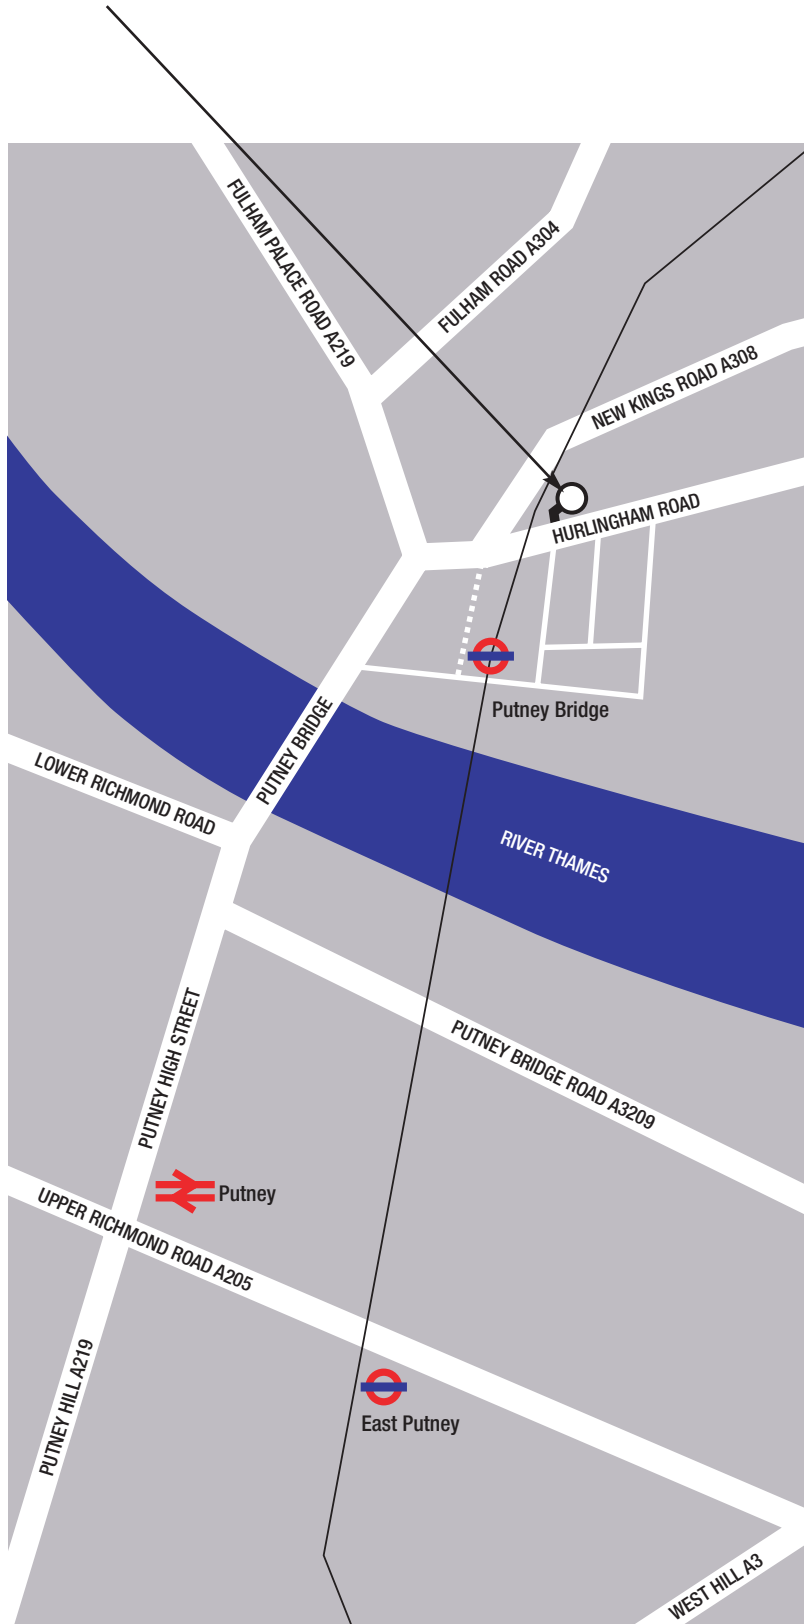 FULHAM PALACE ROAD A219
FULHAM ROAD A304
NEW KINGS ROAD A308
HURLINGHAM ROAD
Putney Bridge
PUTNEY BRIDGE
LOWER RICHMOND ROAD
RIVER THAMES
PUTNEY HIGH STREET
PUTNEY BRIDGE ROAD A3209
Putney
UPPER RICHMOND ROAD A205
PUTNEY HILL A219
East Putney
WEST HILL A3